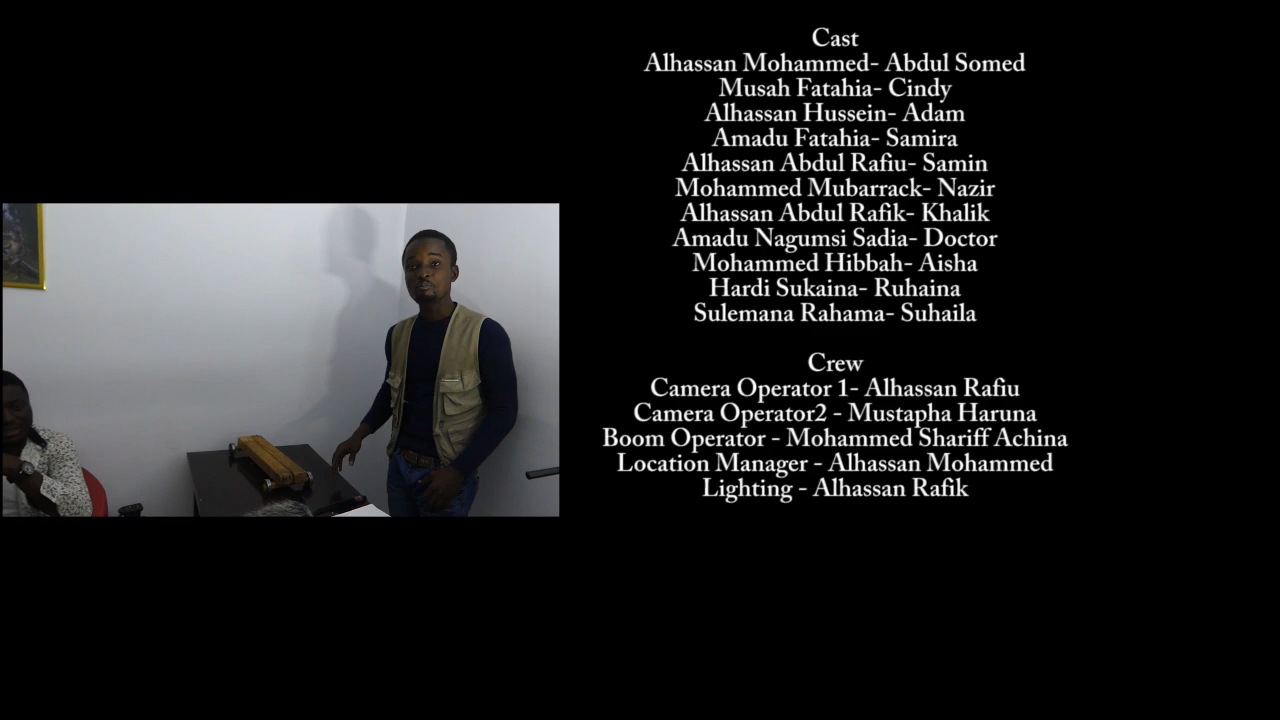 Cast
Alhassan Mohammed- Abdul Somed
Musah Fatahia- Cindy
Alhassan Hussein- Adam
Amadu Fatahia- Samira
Alhassan Abdul Rafiu- Samin
Mohammed Mubarrack- Nazir
Alhassan Abdul Rafik- Khalik
Amadu Nagumsi Sadia- Doctor
Mohammed Hibbah- Aisha
Hardi Sukaina- Ruhaina
Sulemana Rahama- Suhaila
Crew
Camera Operator 1- Alhassan Rafiu
Camera Operator2 - Mustapha Haruna
Boom Operator - Mohammed Shariff Achina
Location Manager - Alhassan Mohammed
Lighting - Alhassan Rafik